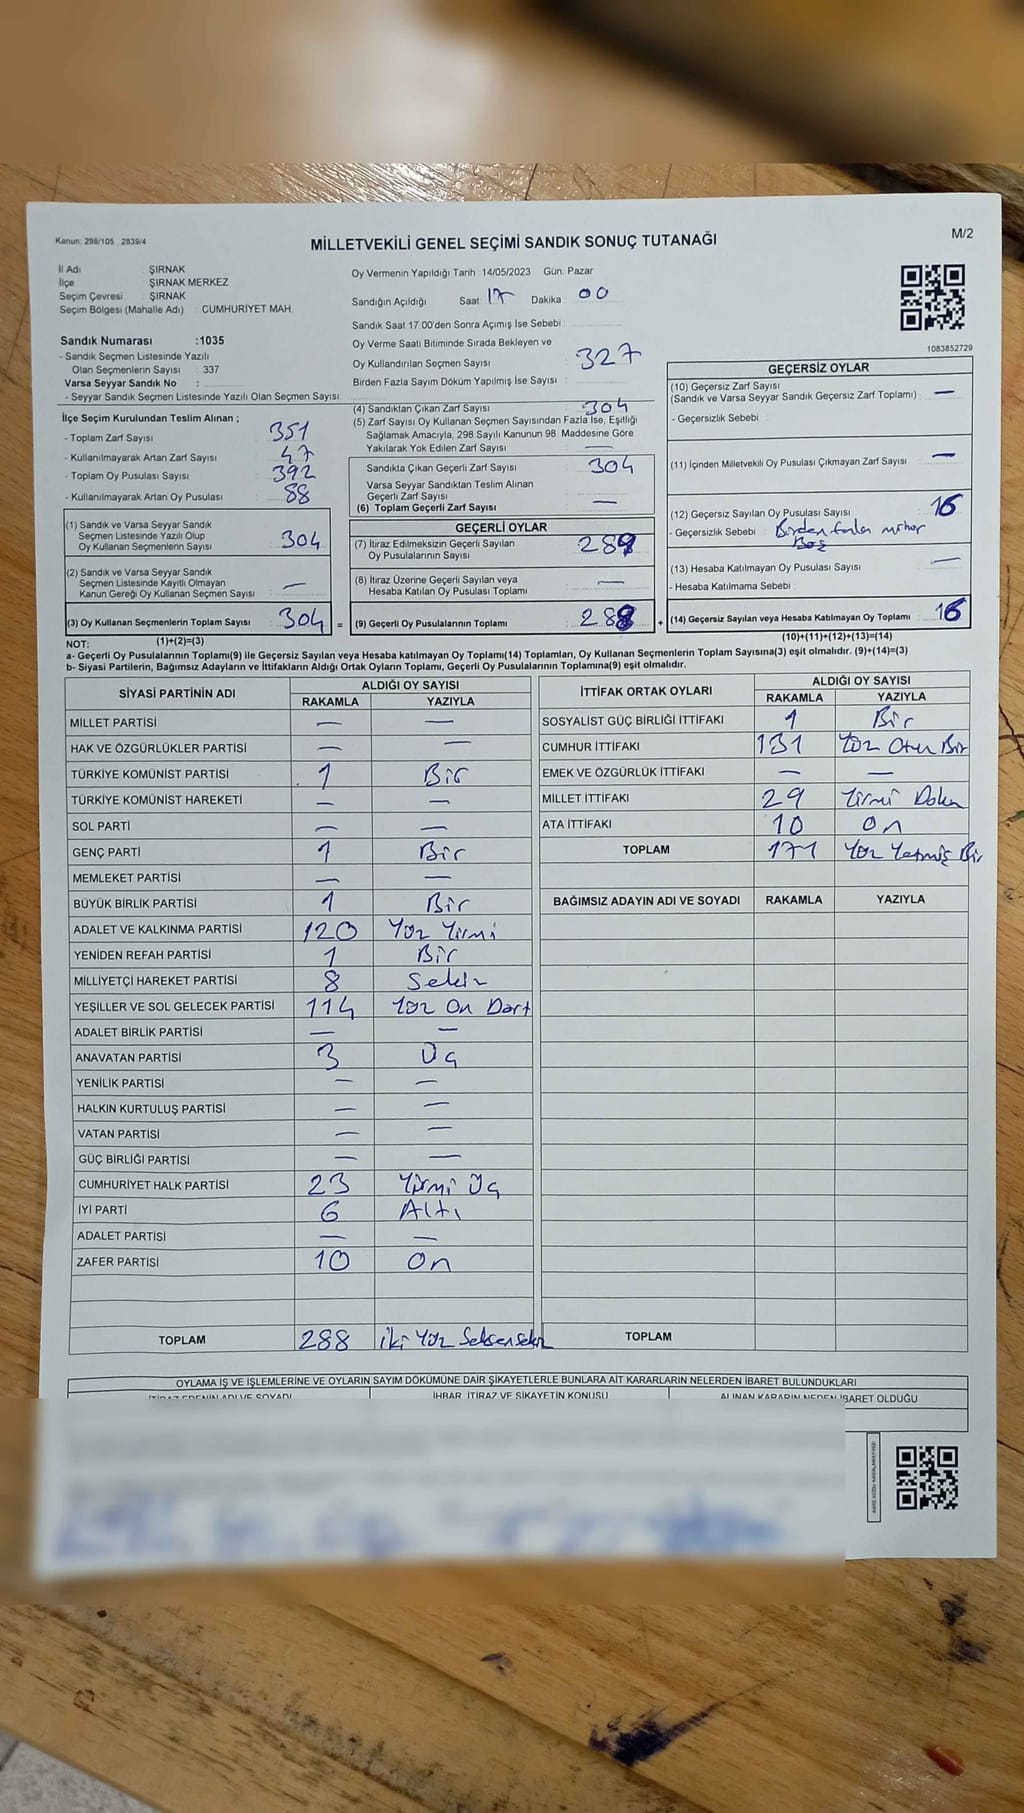 Kanun: 298/105 , 2839/4
MİLLETVEKİLİ GENEL SEÇİMİ SANDIK SONUÇ TUTANAĞI
M/2
İl Adı : ŞIRNAK
İlçe : ŞIRNAK MERKEZ
Seçim Çevresi : ŞIRNAK
Seçim Bölgesi (Mahalle Adı) : CUMHURİYET MAH
Sandık Numarası :1035
- Sandık Seçmen Listesinde Yazılı
Olan Seçmenlerin Sayısı : 337
Varsa Seyyar Sandık No :
- Seyyar Sandık Seçmen Listesinde Yazılı Olan Seçmen Sayısı:
Oy Vermenin Yapıldığı Tarih :14/05/2023 Gün: Pazar
Sandığın Açıldığı Saat: 17 Dakika: 00
Sandık Saat 17:00'den Sonra Açımış İse Sebebi :
Oy Verme Saati Bitiminde Sırada Bekleyen ve
Oy Kullandırılan Seçmen Sayısı : 327
Birden Fazla Sayım Döküm Yapılmış İse Sayısı :
1083852729
İlçe Seçim Kurulundan Teslim Alınan ;
- Toplam Zarf Sayısı : 351
- Kullanılmayarak Artan Zarf Sayısı : 47
- Toplam Oy Pusulası Sayısı : 392
- Kullanılmayarak Artan Oy Pusulası : 88
(1) Sandık ve Varsa Seyyar Sandık
Seçmen Listesinde Yazılı Olup
Oy Kullanan Seçmenlerin Sayısı : 304
(2) Sandık ve Varsa Seyyar Sandık
Seçmen Listesinde Kayıtlı Olmayan
Kanun Gereği Oy Kullanan Seçmen Sayısı : —
(3) Oy Kullanan Seçmenlerin Toplam Sayısı : 304 =
(4) Sandıktan Çıkan Zarf Sayısı : 304
(5) Zarf Sayısı Oy Kullanan Seçmen Sayısından Fazla İse, Eşitliği
Sağlamak Amacıyla, 298 Sayılı Kanunun 98. Maddesine Göre
Yakılarak Yok Edilen Zarf Sayısı : —
Sandıkta Çıkan Geçerli Zarf Sayısı : 304
Varsa Seyyar Sandıktan Teslim Alınan
Geçerli Zarf Sayısı :
(6) Toplam Geçerli Zarf Sayısı : —
GEÇERLİ OYLAR
(7) İtiraz Edilmeksizin Geçerli Sayılan
Oy Pusulalarının Sayısı : 288
(8) İtiraz Üzerine Geçerli Sayılan veya
Hesaba Katılan Oy Pusulası Toplamı : —
(9) Geçerli Oy Pusulalarının Toplamı : 288 +
GEÇERSİZ OYLAR
(10) Geçersiz Zarf Sayısı
(Sandık ve Varsa Seyyar Sandık Geçersiz Zarf Toplamı) : —
- Geçersizlik Sebebi :
(11) İçinden Milletvekili Oy Pusulası Çıkmayan Zarf Sayısı : —
(12) Geçersiz Sayılan Oy Pusulası Sayısı : 16
- Geçersizlik Sebebi : Birden fazla mühür
Boş
(13) Hesaba Katılmayan Oy Pusulası Sayısı : —
- Hesaba Katılmama Sebebi :
(14) Geçersiz Sayılan veya Hesaba Katılmayan Oy Toplamı : 16
NOT: (1)+(2)=(3) (10)+(11)+(12)+(13)=(14)
a- Geçerli Oy Pusulalarının Toplamı(9) ile Geçersiz Sayılan veya Hesaba katılmayan Oy Toplamı(14) Toplamları, Oy Kullanan Seçmenlerin Toplam Sayısına(3) eşit olmalıdır. (9)+(14)=(3)
b- Siyasi Partilerin, Bağımsız Adayların ve İttifakların Aldığı Ortak Oyların Toplamı, Geçerli Oy Pusulalarının Toplamına(9) eşit olmalıdır.
SİYASİ PARTİNİN ADI ALDIĞI OY SAYISI
RAKAMLA YAZIYLA
MİLLET PARTİSİ — —
HAK VE ÖZGÜRLÜKLER PARTİSİ — —
TÜRKİYE KOMÜNİST PARTİSİ 1 Bir
TÜRKİYE KOMÜNİST HAREKETİ — —
SOL PARTİ — —
GENÇ PARTİ 1 Bir
MEMLEKET PARTİSİ — —
BÜYÜK BİRLİK PARTİSİ 1 Bir
ADALET VE KALKINMA PARTİSİ 120 Yüz Yirmi
YENİDEN REFAH PARTİSİ 1 Bir
MİLLİYETÇİ HAREKET PARTİSİ 8 Sekiz
YEŞİLLER VE SOL GELECEK PARTİSİ 114 Yüz On Dört
ADALET BİRLİK PARTİSİ — —
ANAVATAN PARTİSİ 3 Üç
YENİLİK PARTİSİ — —
HALKIN KURTULUŞ PARTİSİ — —
VATAN PARTİSİ — —
GÜÇ BİRLİĞİ PARTİSİ — —
CUMHURİYET HALK PARTİSİ 23 Yirmi Üç
İYİ PARTİ 6 Altı
ADALET PARTİSİ — —
ZAFER PARTİSİ 10 On
TOPLAM 288 iki Yüz Seksen Sekiz
İTTİFAK ORTAK OYLARI ALDIĞI OY SAYISI
RAKAMLA YAZIYLA
SOSYALİST GÜÇ BİRLİĞİ İTTİFAKI 1 Bir
CUMHUR İTTİFAKI 131 Yüz Otuz Bir
EMEK VE ÖZGÜRLÜK İTTİFAKI — —
MİLLET İTTİFAKI 29 Yirmi Dokuz
ATA İTTİFAKI 10 On
TOPLAM 171 Yüz Yetmiş Bir
BAĞIMSIZ ADAYIN ADI VE SOYADI RAKAMLA YAZIYLA
TOPLAM
OYLAMA İŞ VE İŞLEMLERİNE VE OYLARIN SAYIM DÖKÜMÜNE DAİR ŞİKAYETLERLE BUNLARA AİT KARARLARIN NELERDEN İBARET BULUNDUKLARI
İTİRAZ EDENİN ADI VE SOYADI İHBAR, İTİRAZ VE ŞİKAYETİN KONUSU ALINAN KARARIN NEDEN İBARET OLDUĞU